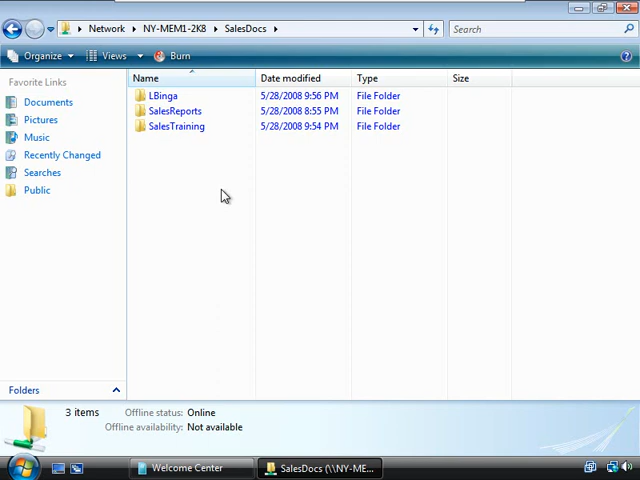 Network ▸ NY-MEM1-2K8 ▸ SalesDocs ▸
Search
Organize Views Burn
Favorite Links
Documents
Pictures
Music
Recently Changed
Searches
Public
Folders
Name Date modified Type Size
LBinga 5/28/2008 9:56 PM File Folder
SalesReports 5/28/2008 8:55 PM File Folder
SalesTraining 5/28/2008 9:54 PM File Folder
3 items Offline status: Online
Offline availability: Not available
Welcome Center SalesDocs (\\NY-ME...